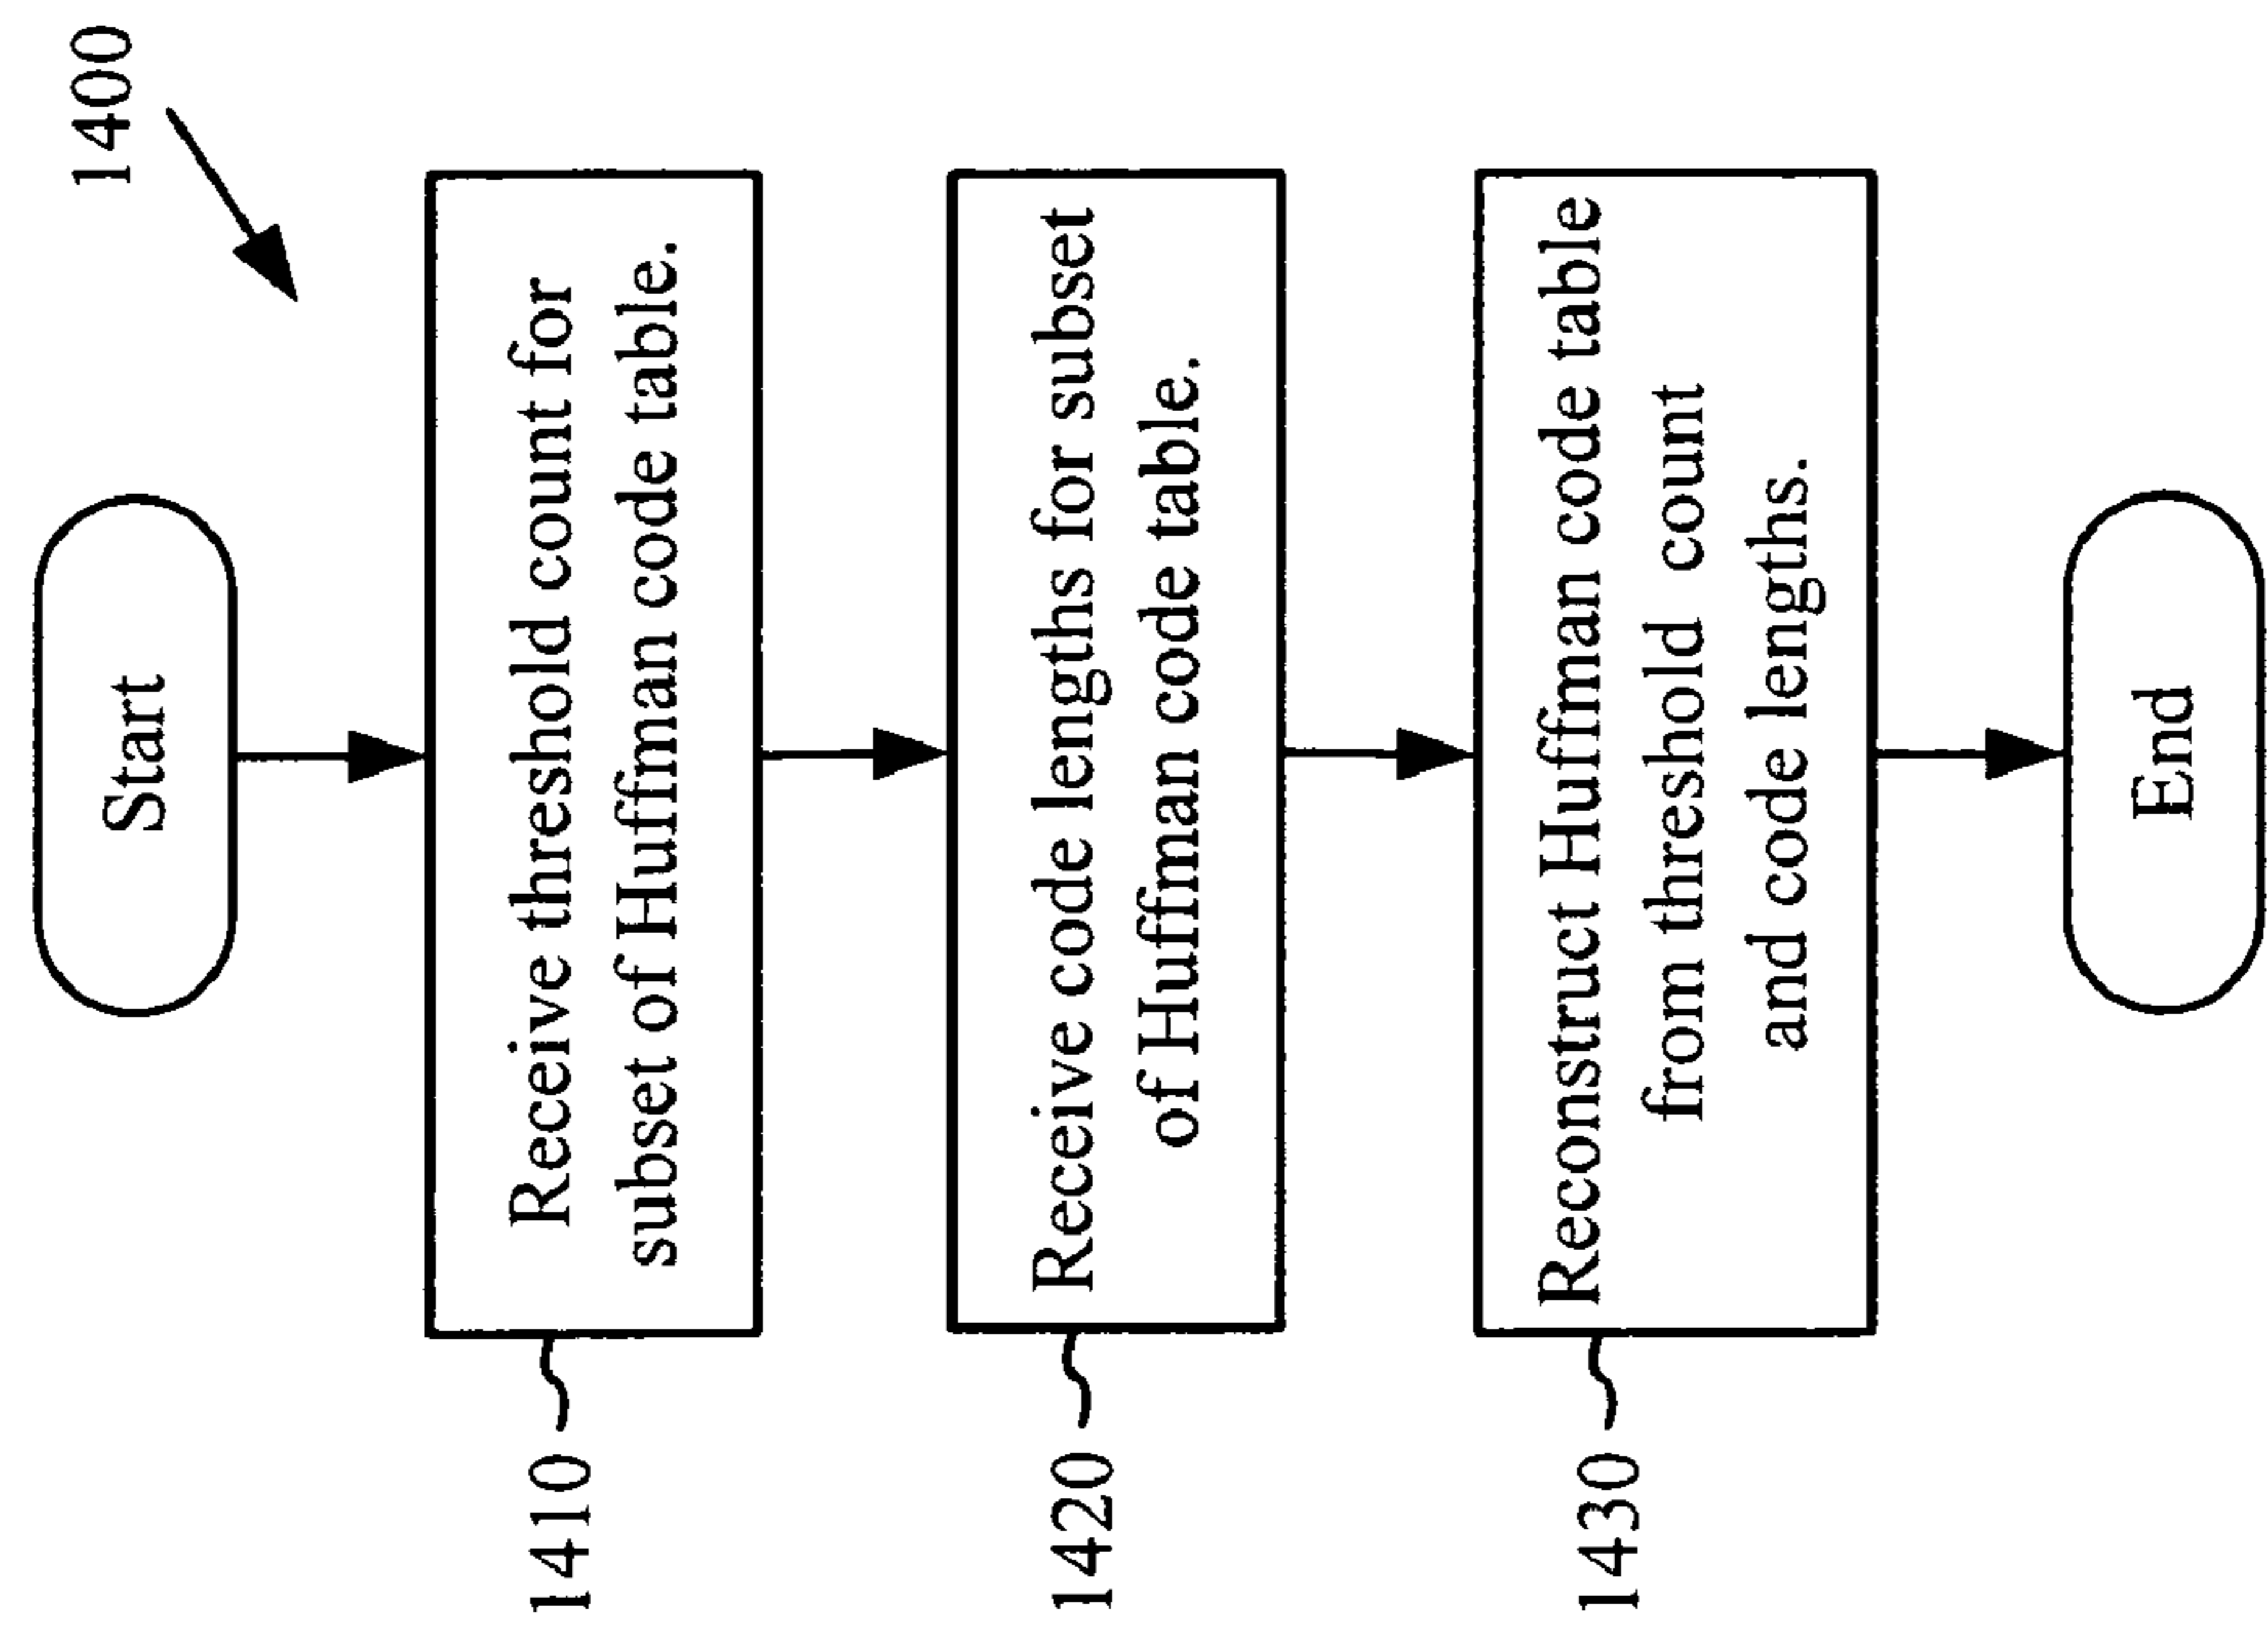 1400
Start
1410
Receive threshold count for
subset of Huffman code table.
1420
Receive code lengths for subset
of Huffman code table.
1430
Reconstruct Huffman code table
from threshold count
and code lengths.
End